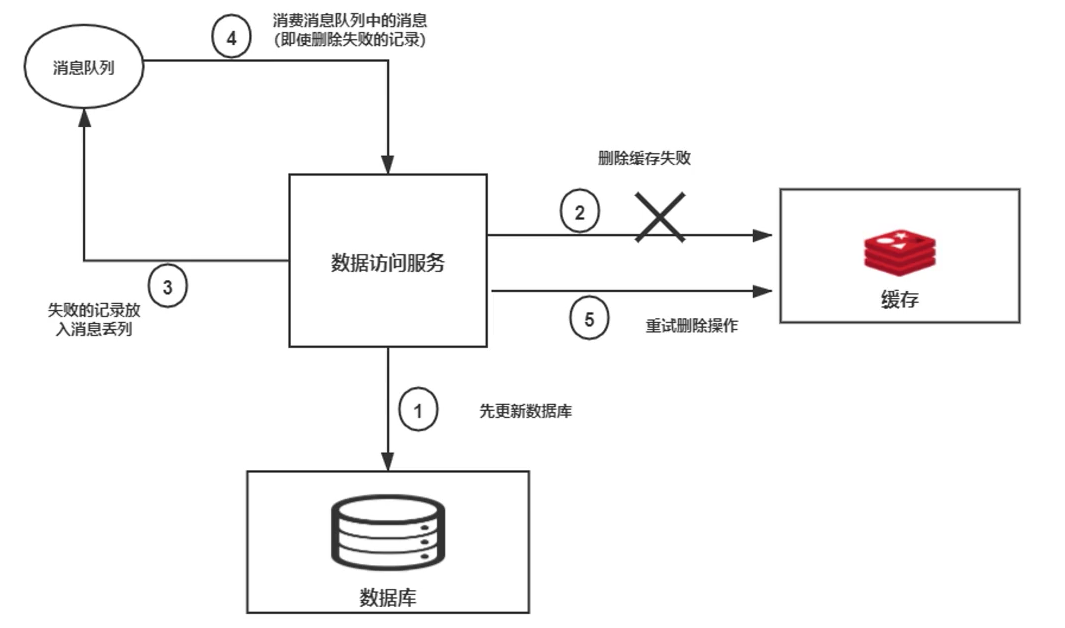 4
消费消息队列中的消息
(即使删除失败的记录)
消息队列
删除缓存失败
2
数据访问服务
3
缓存
失败的记录放
入消息丢列
5
重试删除操作
1
先更新数据库
数据库